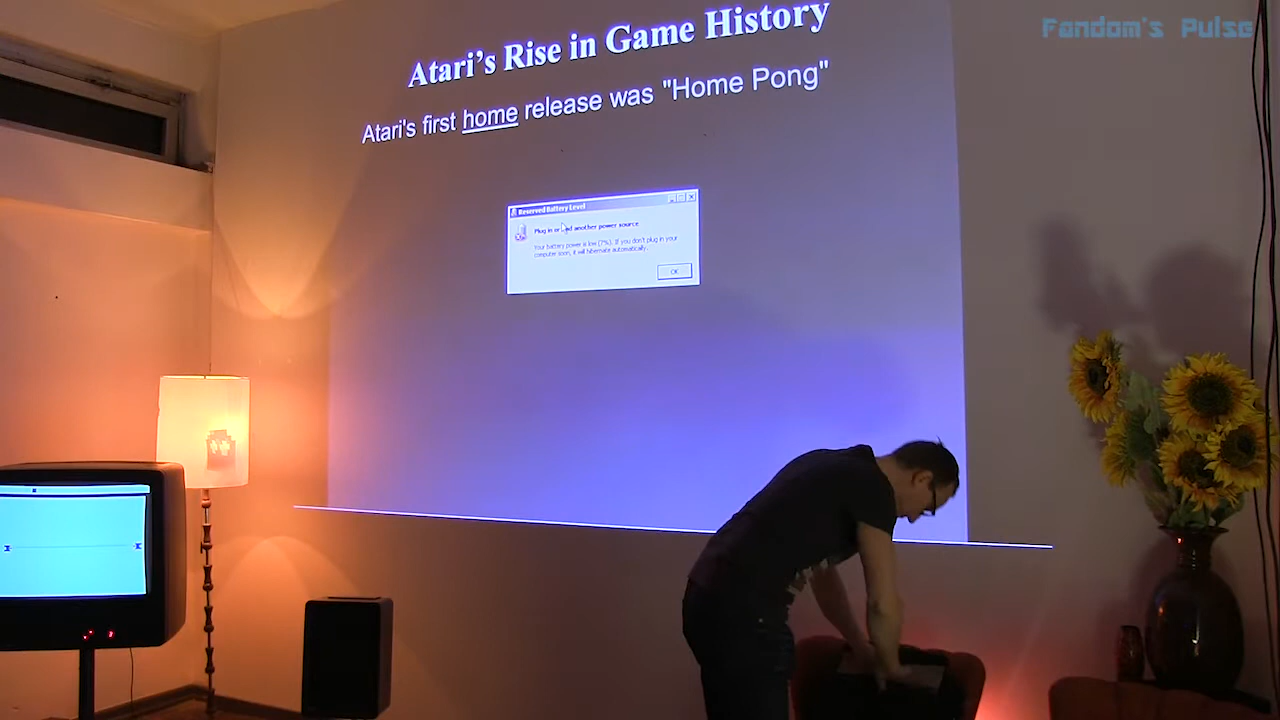 Fandom's Pulse
Atari's Rise in Game History
Atari's first home release was "Home Pong"
Reserved Battery Level
Plug in or find another power source
Your battery power is low (7%). If you don't plug in your
computer soon, it will hibernate automatically.
OK